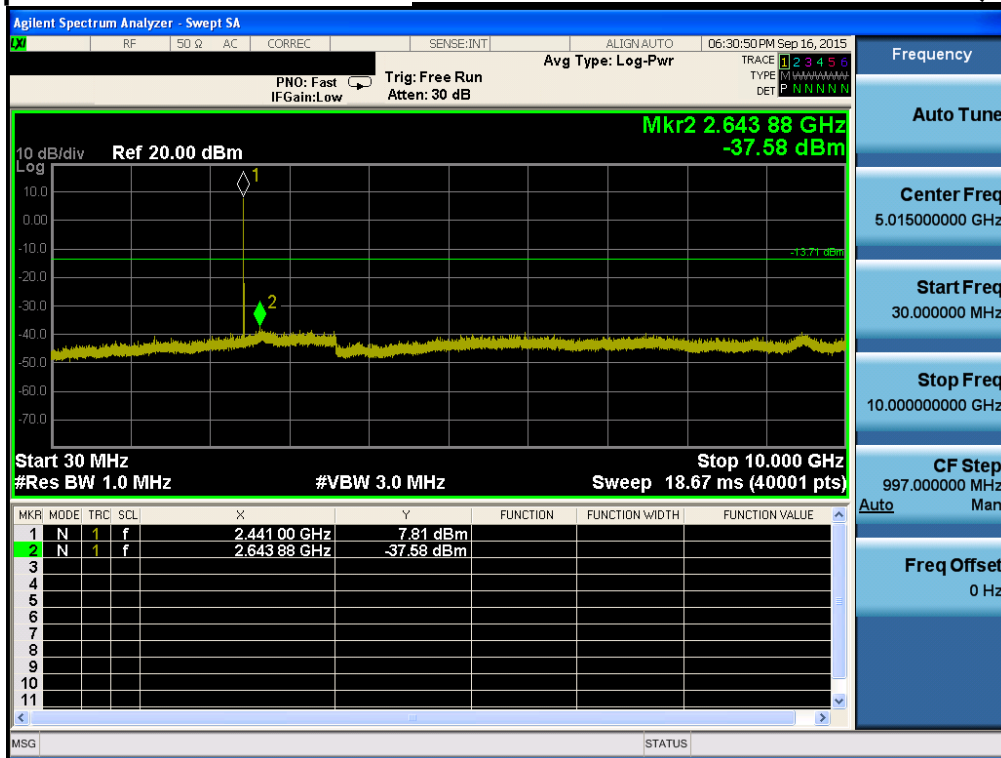 Agilent Spectrum Analyzer - Swept SA
LXI RF 50 Ω AC CORREC SENSE:INT ALIGN AUTO 06:30:50 PM Sep 16, 2015
Frequency
Avg Type: Log-Pwr
TRACE 1 2 3 4 5 6
PNO: Fast Trig: Free Run TYPE M WWWWW
IFGain:Low Atten: 30 dB DET P N N N N N
Auto Tune
Mkr2 2.643 88 GHz
-37.58 dBm
10 dB/div Ref 20.00 dBm
Log
1
10.0
0.00
-10.0
-13.71 dBm
-20.0
-30.0
2
-40.0
-50.0
-60.0
-70.0
Start 30 MHz Stop 10.000 GHz
#Res BW 1.0 MHz #VBW 3.0 MHz Sweep 18.67 ms (40001 pts)
Center Freq
5.015000000 GHz
Start Freq
30.000000 MHz
Stop Freq
10.000000000 GHz
CF Step
997.000000 MHz
Auto Man
Freq Offset
0 Hz
MKR MODE TRC SCL X Y FUNCTION FUNCTION WIDTH FUNCTION VALUE
1 N 1 f 2.441 00 GHz 7.81 dBm
2 N 1 f 2.643 88 GHz -37.58 dBm
3
4
5
6
7
8
9
10
11
MSG STATUS